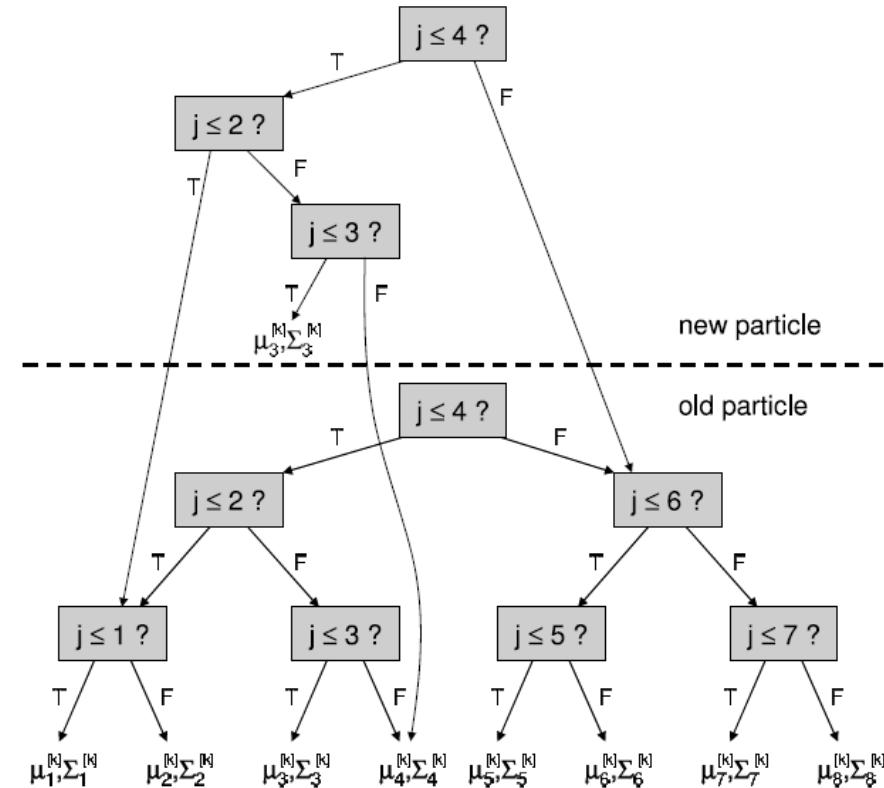 j ≤ 4 ?
T
F
j ≤ 2 ?
T
F
j ≤ 3 ?
T
F
μ₃^[k],Σ₃^[k]
new particle
old particle
j ≤ 4 ?
T
F
j ≤ 2 ?
j ≤ 6 ?
T
F
T
F
j ≤ 1 ?
j ≤ 3 ?
j ≤ 5 ?
j ≤ 7 ?
T
F
T
F
T
F
T
F
μ₁^[k],Σ₁^[k]
μ₂^[k],Σ₂^[k]
μ₃^[k],Σ₃^[k]
μ₄^[k],Σ₄^[k]
μ₅^[k],Σ₅^[k]
μ₆^[k],Σ₆^[k]
μ₇^[k],Σ₇^[k]
μ₈^[k],Σ₈^[k]